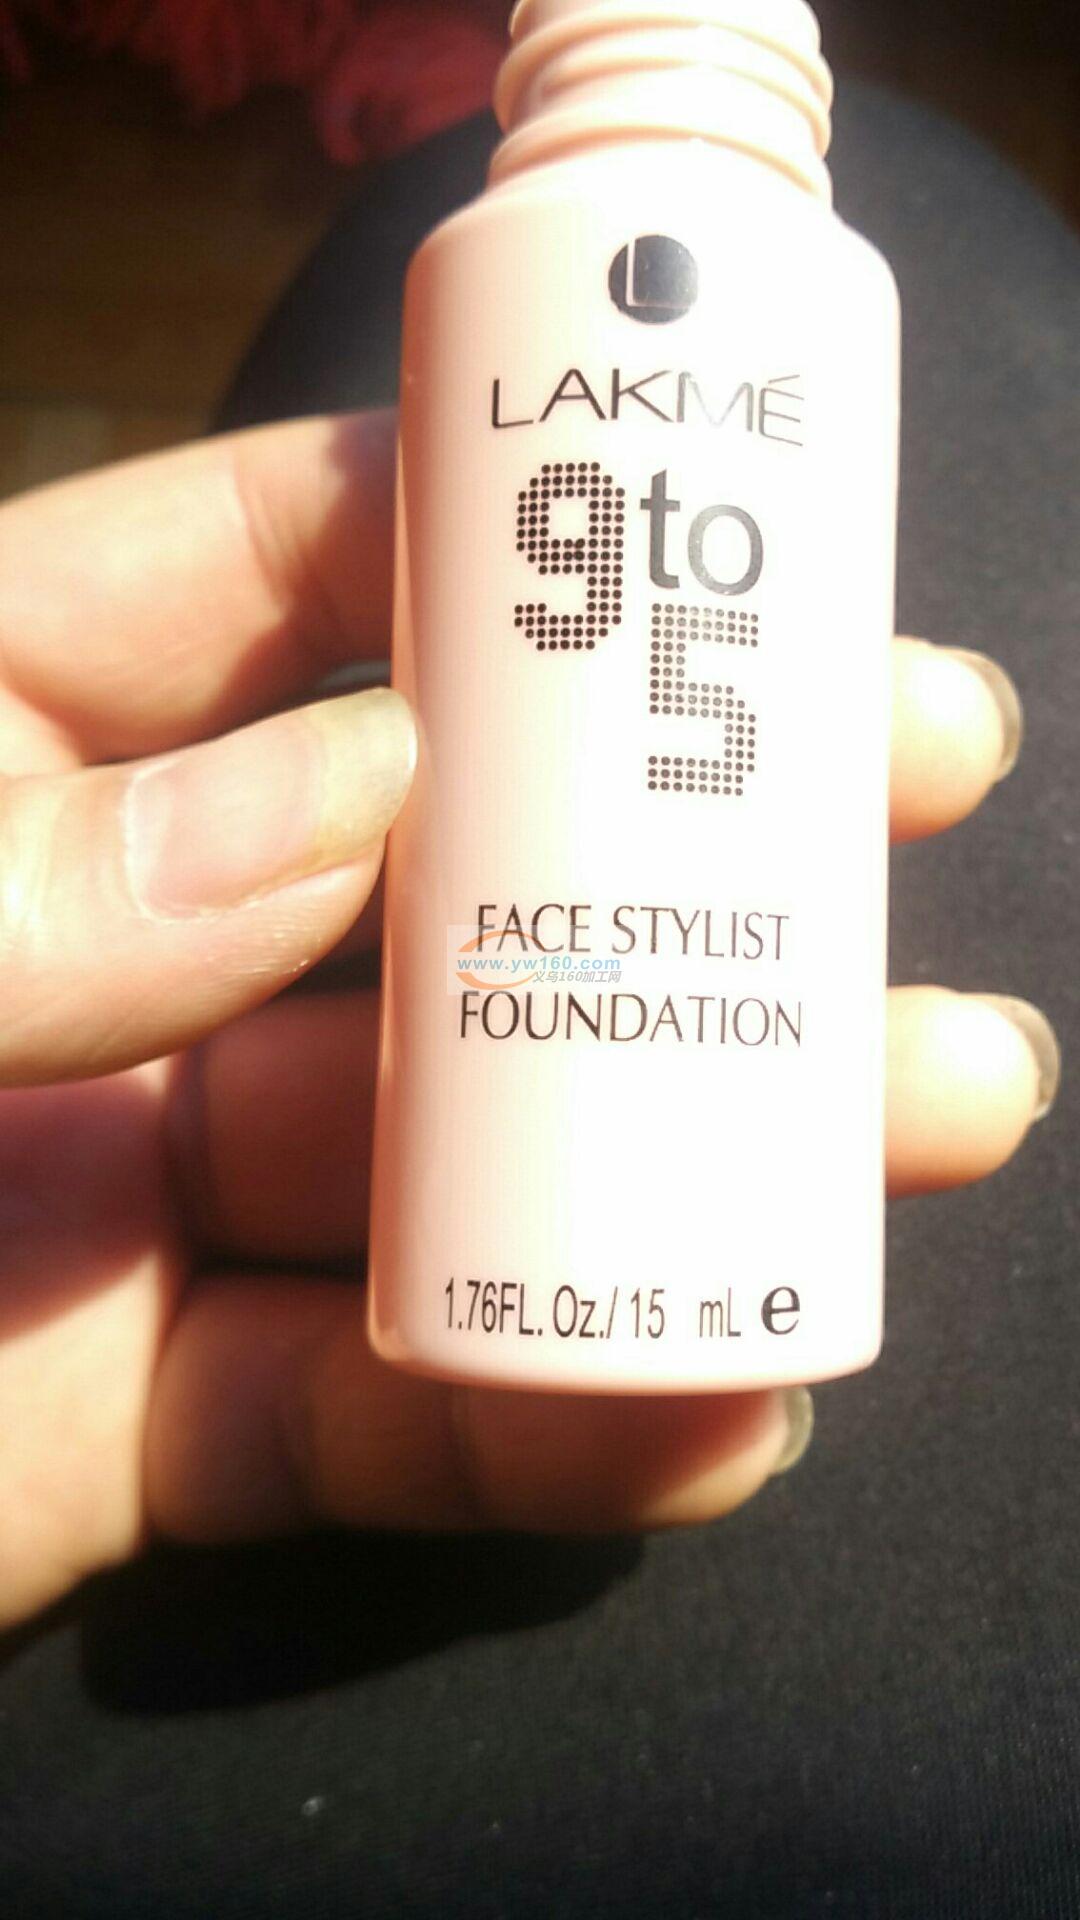 L
LAKMÉ
9to
5
FACE STYLIST
www.yw160.com
义乌160加工网
FOUNDATION
1.76FL. Oz./ 15 mL e